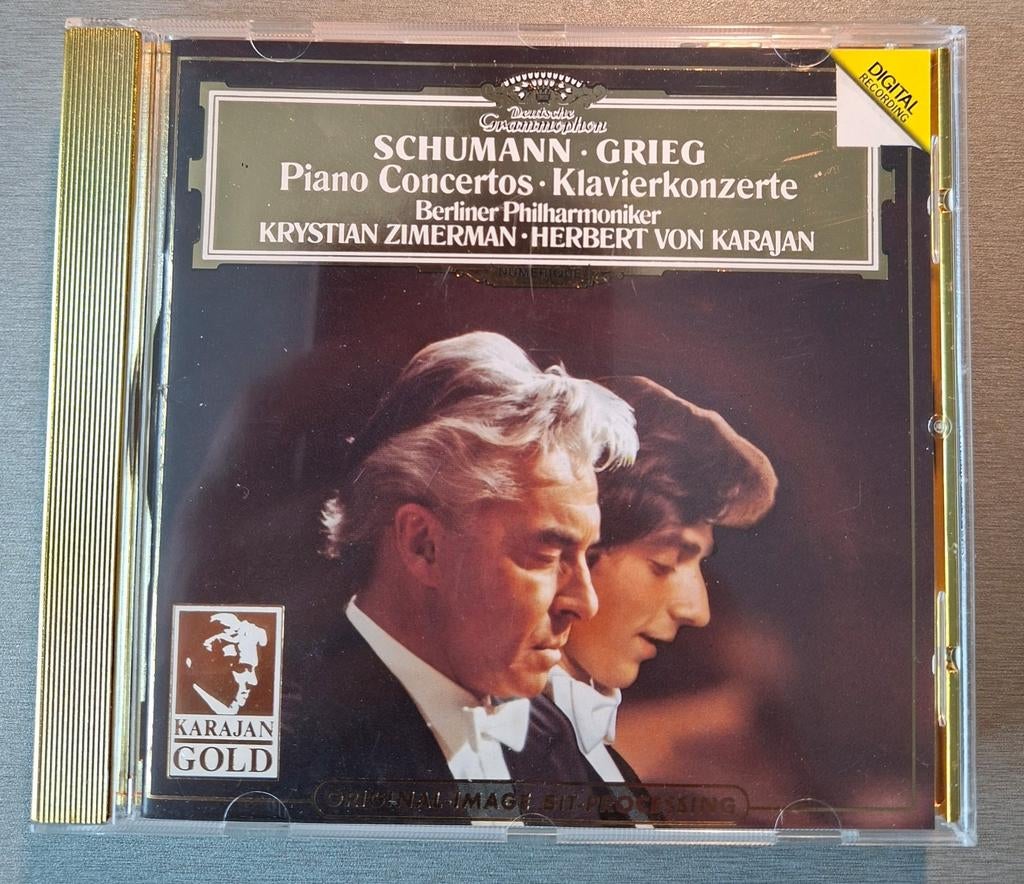 DIGITAL
RECORDING
Deutsche
Grammophon
SCHUMANN · GRIEG
Piano Concertos · Klavierkonzerte
Berliner Philharmoniker
KRYSTIAN ZIMERMAN · HERBERT VON KARAJAN
NUMERIQUE
KARAJAN
GOLD
ORIGINAL-IMAGE BIT-PROCESSING